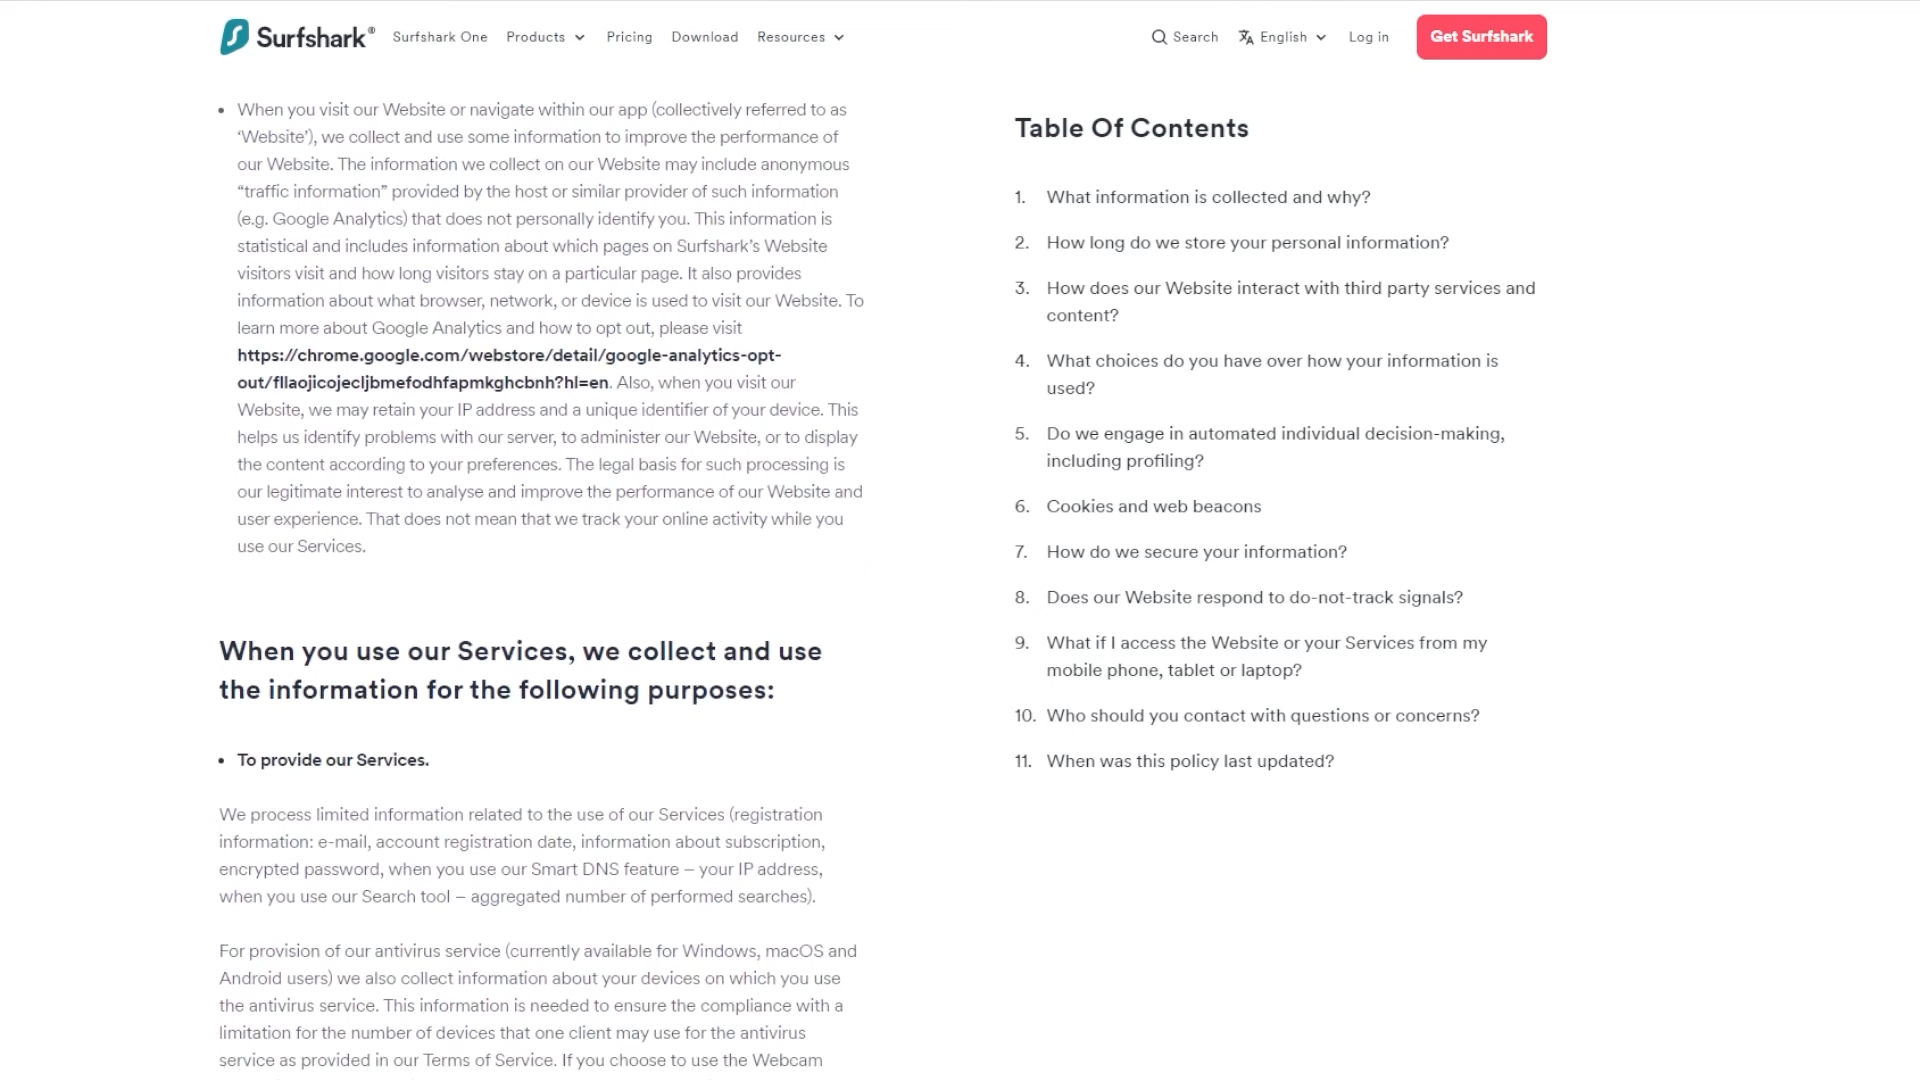 Surfshark®
Surfshark One
Products
Pricing
Download
Resources
Search
English
Log in
Get Surfshark
• When you visit our Website or navigate within our app (collectively referred to as
‘Website’), we collect and use some information to improve the performance of
our Website. The information we collect on our Website may include anonymous
“traffic information” provided by the host or similar provider of such information
(e.g. Google Analytics) that does not personally identify you. This information is
statistical and includes information about which pages on Surfshark’s Website
visitors visit and how long visitors stay on a particular page. It also provides
information about what browser, network, or device is used to visit our Website. To
learn more about Google Analytics and how to opt out, please visit
https://chrome.google.com/webstore/detail/google-analytics-opt-
out/fllaojicojecljbmefodhfapmkghcbnh?hl=en. Also, when you visit our
Website, we may retain your IP address and a unique identifier of your device. This
helps us identify problems with our server, to administer our Website, or to display
the content according to your preferences. The legal basis for such processing is
our legitimate interest to analyse and improve the performance of our Website and
user experience. That does not mean that we track your online activity while you
use our Services.
When you use our Services, we collect and use
the information for the following purposes:
• To provide our Services.
We process limited information related to the use of our Services (registration
information: e-mail, account registration date, information about subscription,
encrypted password, when you use our Smart DNS feature – your IP address,
when you use our Search tool – aggregated number of performed searches).
For provision of our antivirus service (currently available for Windows, macOS and
Android users) we also collect information about your devices on which you use
the antivirus service. This information is needed to ensure the compliance with a
limitation for the number of devices that one client may use for the antivirus
service as provided in our Terms of Service. If you choose to use the Webcam
Table Of Contents
1. What information is collected and why?
2. How long do we store your personal information?
3. How does our Website interact with third party services and
content?
4. What choices do you have over how your information is
used?
5. Do we engage in automated individual decision-making,
including profiling?
6. Cookies and web beacons
7. How do we secure your information?
8. Does our Website respond to do-not-track signals?
9. What if I access the Website or your Services from my
mobile phone, tablet or laptop?
10. Who should you contact with questions or concerns?
11. When was this policy last updated?